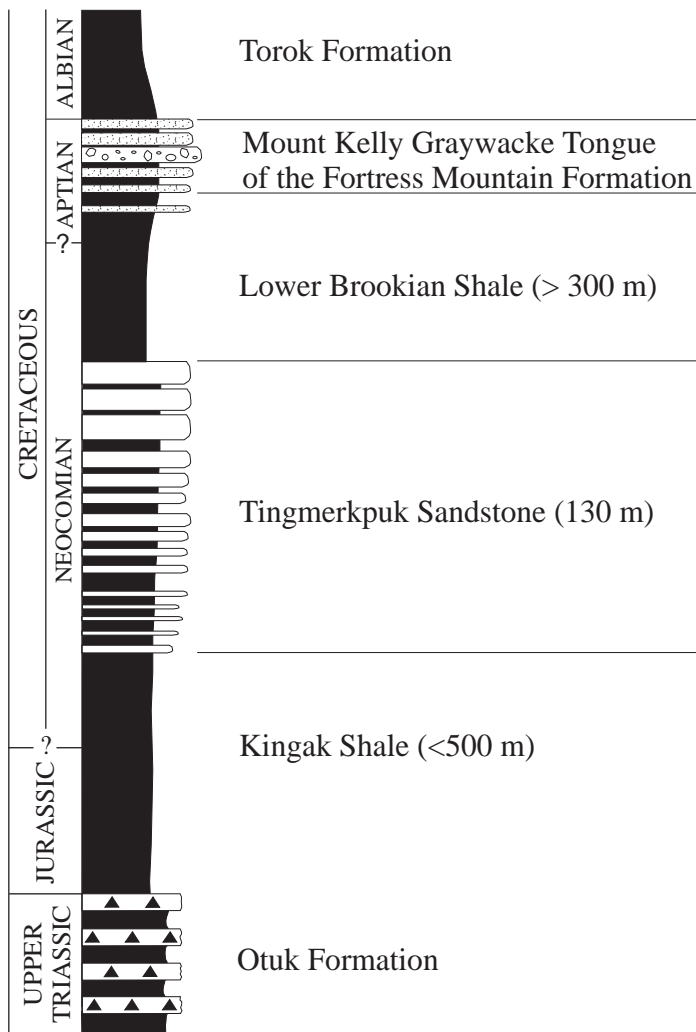 ALBIAN
Torok Formation
APTIAN
Mount Kelly Graywacke Tongue
of the Fortress Mountain Formation
?
Lower Brookian Shale (> 300 m)
CRETACEOUS
NEOCOMIAN
Tingmerkpuk Sandstone (130 m)
?
Kingak Shale (<500 m)
JURASSIC
UPPER
TRIASSIC
Otuk Formation